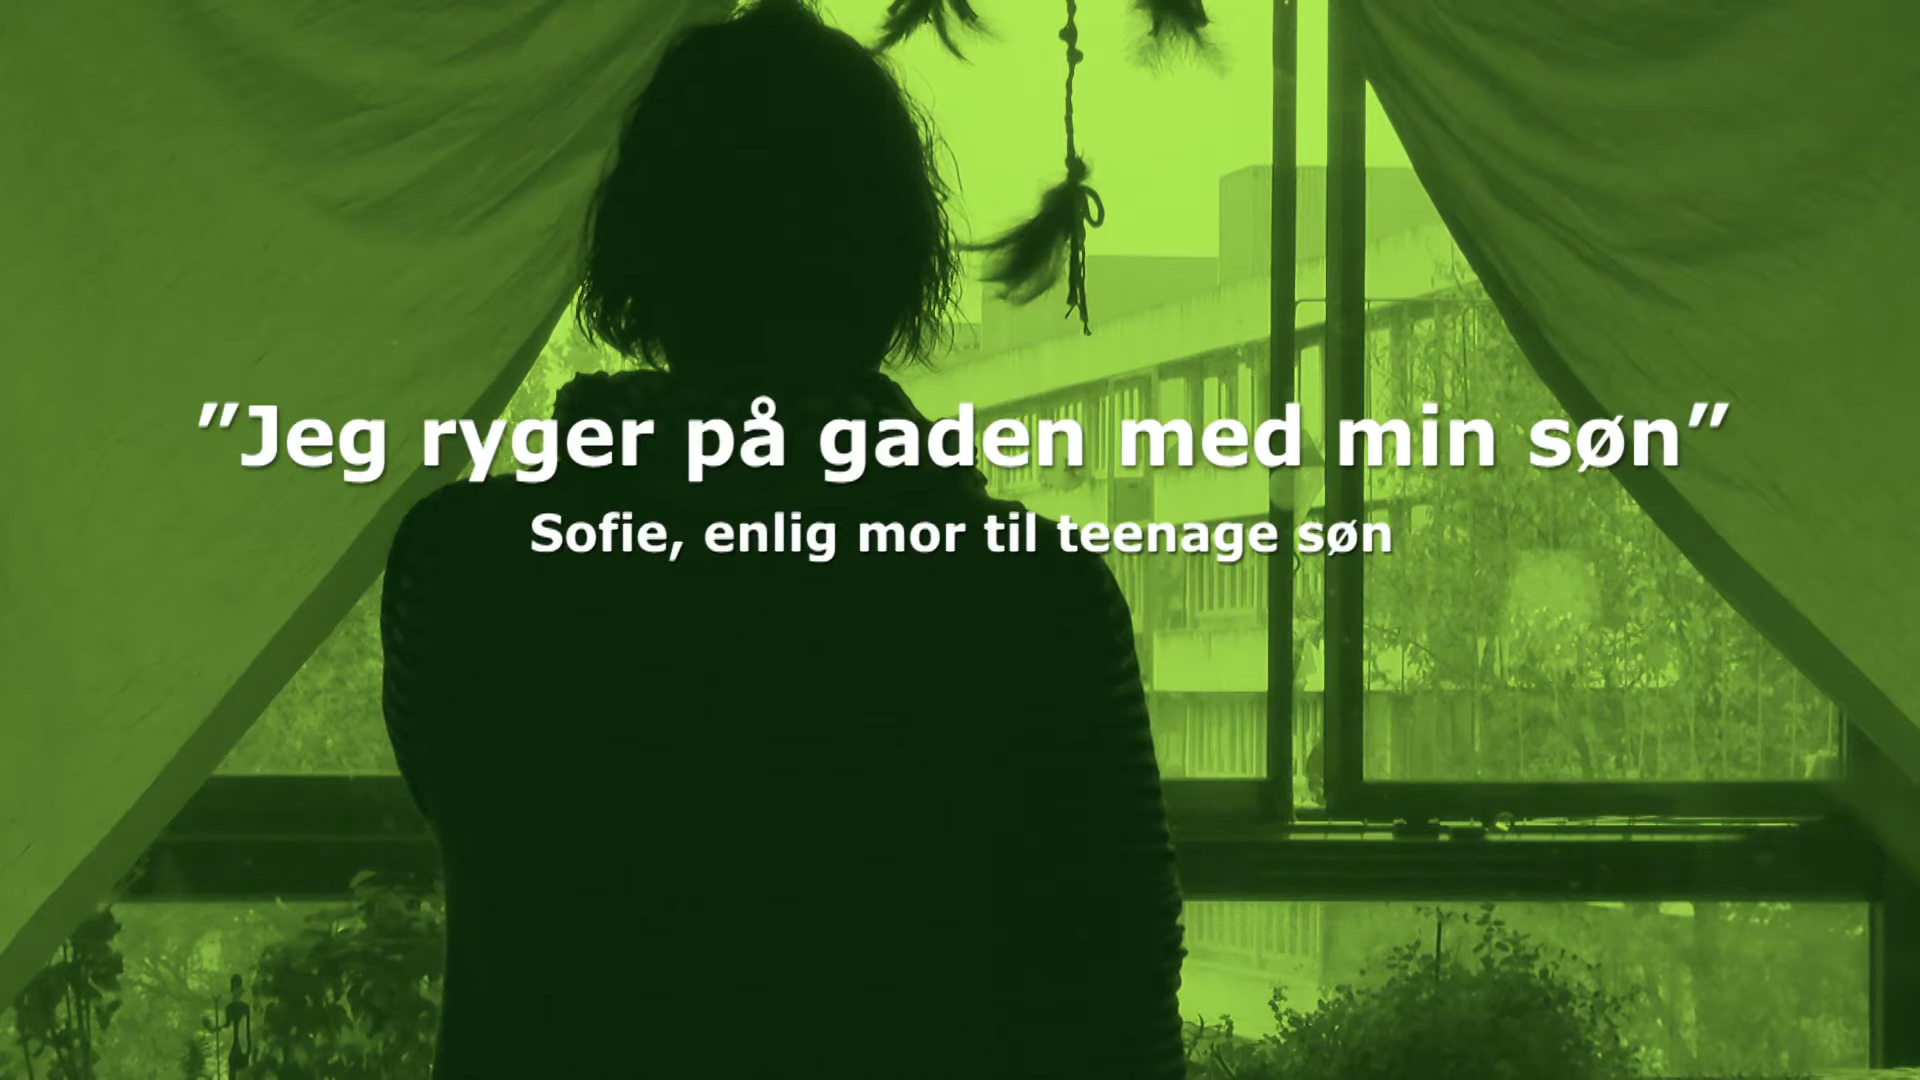 ”Jeg ryger på gaden med min søn”
Sofie, enlig mor til teenage søn